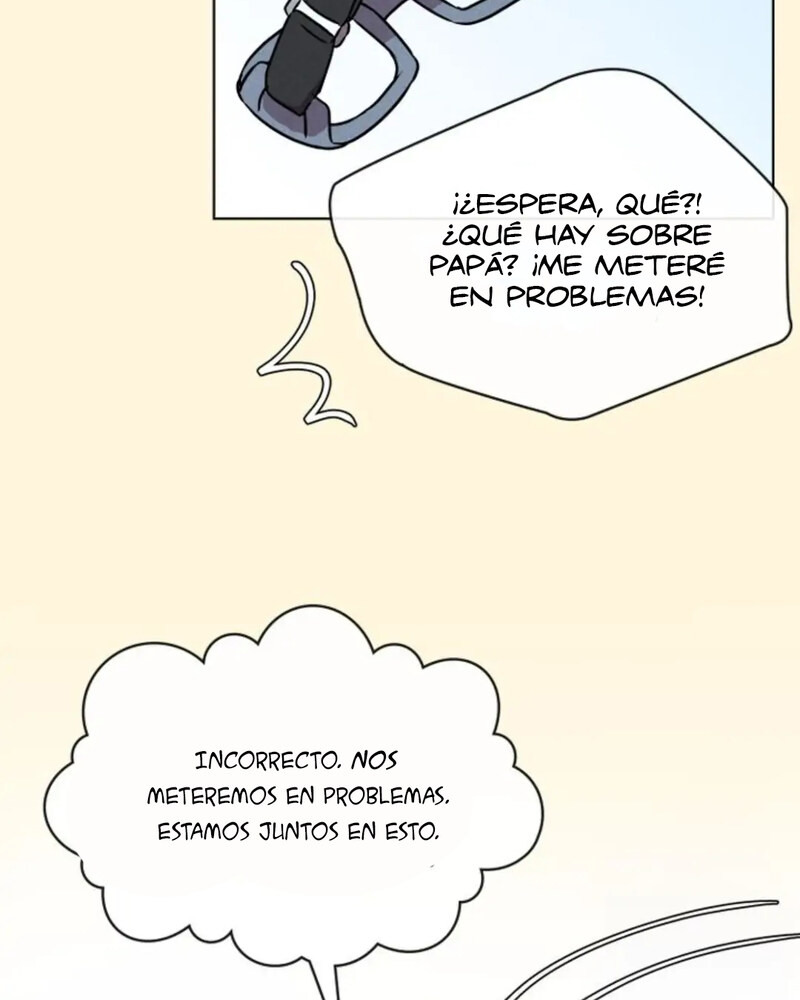 ¡¿ESPERA, QUÉ?!
¿QUÉ HAY SOBRE
PAPÁ? ¡ME METERÉ
EN PROBLEMAS!
INCORRECTO. NOS
METEREMOS EN PROBLEMAS.
ESTAMOS JUNTOS EN ESTO.